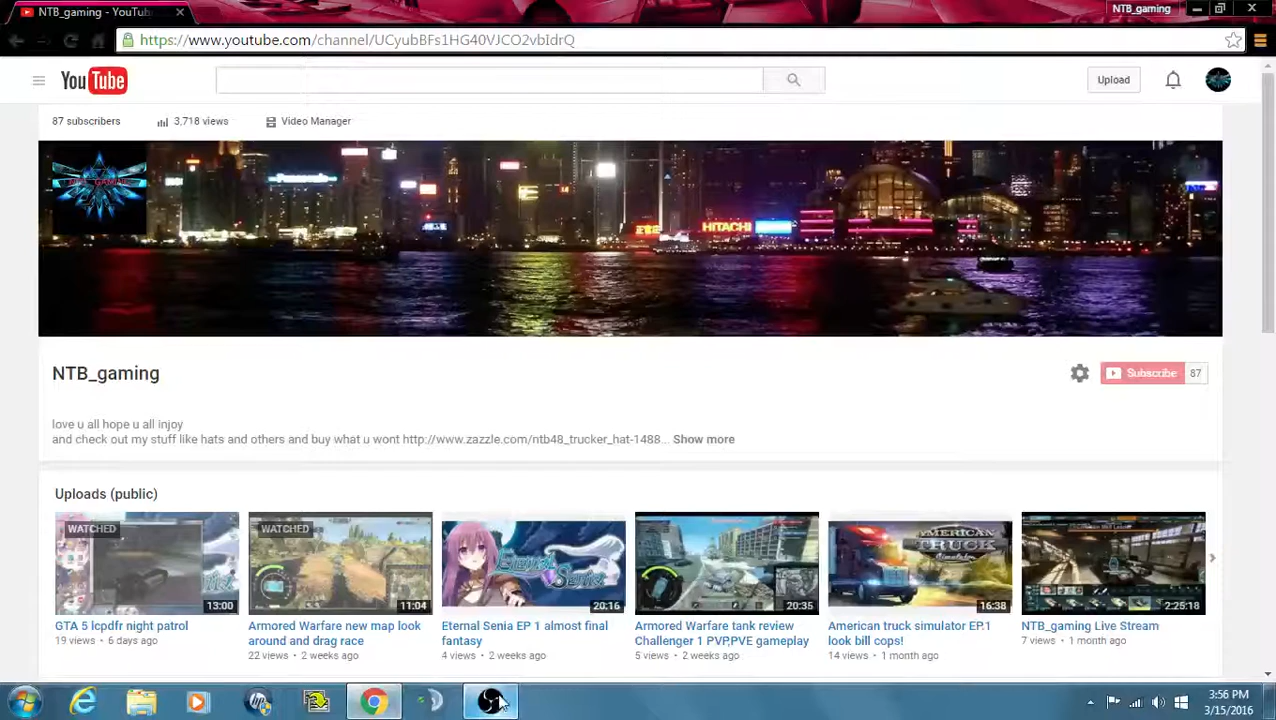 NTB_gaming - YouTub
NTB_gaming
https://www.youtube.com/channel/UCyubBFs1HG40VJCO2vbIdrQ
YouTube
Upload
87 subscribers
3,718 views
Video Manager
HITACHI
NTB_gaming
Subscribe
87
love u all hope u all injoy
and check out my stuff like hats and others and buy what u wont http://www.zazzle.com/ntb48_trucker_hat-1488... Show more
Uploads (public)
WATCHED
WATCHED
AMERICAN
TRUCK
Simulator
13:00
11:04
20:16
20:35
16:38
2:25:18
GTA 5 lcpdfr night patrol
19 views • 6 days ago
Armored Warfare new map look
around and drag race
22 views • 2 weeks ago
Eternal Senia EP 1 almost final
fantasy
4 views • 2 weeks ago
Armored Warfare tank review
Challenger 1 PVP,PVE gameplay
5 views • 2 weeks ago
American truck simulator EP.1
look bill cops!
14 views • 1 month ago
NTB_gaming Live Stream
7 views • 1 month ago
3:56 PM
3/15/2016